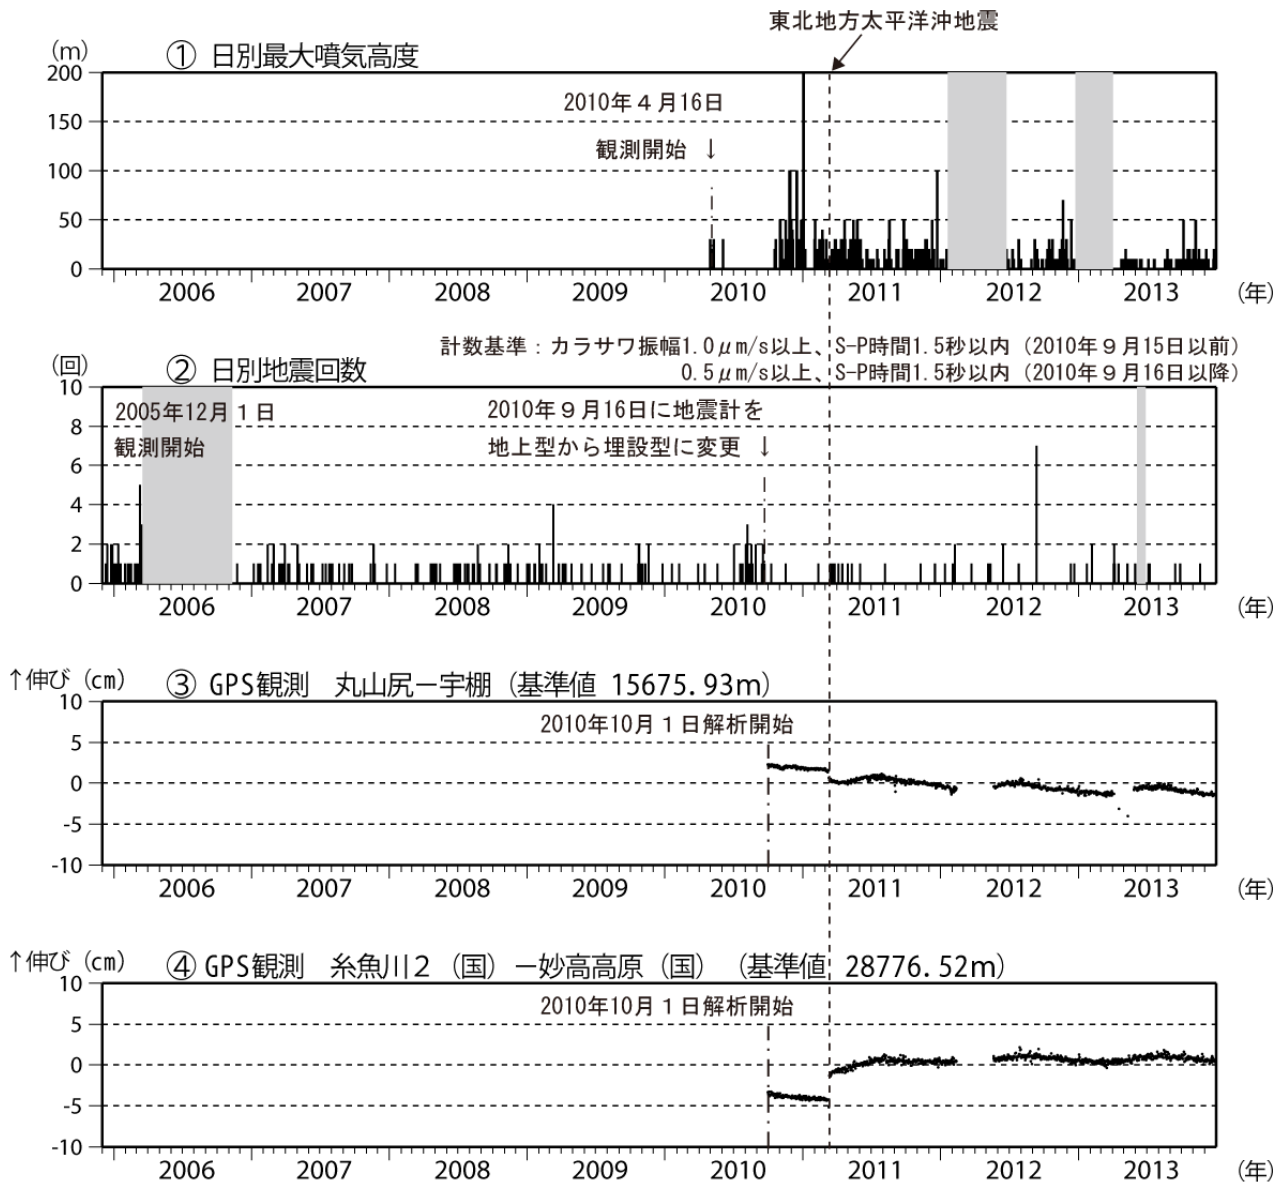 東北地方太平洋沖地震
(m) ① 日別最大噴気高度
200
150
100
50
0
2010年4月16日
観測開始 ↓
2006 2007 2008 2009 2010 2011 2012 2013 (年)
計数基準：カラサワ振幅1.0μm/s以上、S-P時間1.5秒以内（2010年9月15日以前）
0.5μm/s以上、S-P時間1.5秒以内（2010年9月16日以降）
(回) ② 日別地震回数
10
8
6
4
2
0
2005年12月1日
観測開始
2010年9月16日に地震計を
地上型から埋設型に変更 ↓
2006 2007 2008 2009 2010 2011 2012 2013 (年)
↑伸び (cm) ③ GPS観測 丸山尻－宇棚（基準値 15675.93m）
10
5
0
-5
-10
2010年10月1日解析開始
2006 2007 2008 2009 2010 2011 2012 2013 (年)
↑伸び (cm) ④ GPS観測 糸魚川２（国）－妙高高原（国）（基準値 28776.52m）
10
5
0
-5
-10
2010年10月1日解析開始
2006 2007 2008 2009 2010 2011 2012 2013 (年)